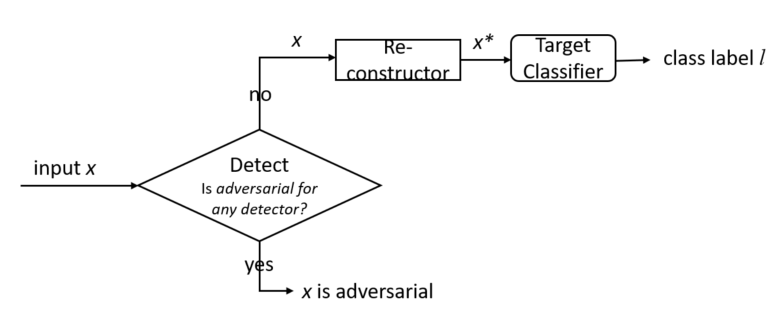 x
Re-
constructor
x*
Target
Classifier
class label l
no
input x
Detect
Is adversarial for
any detector?
yes
x is adversarial